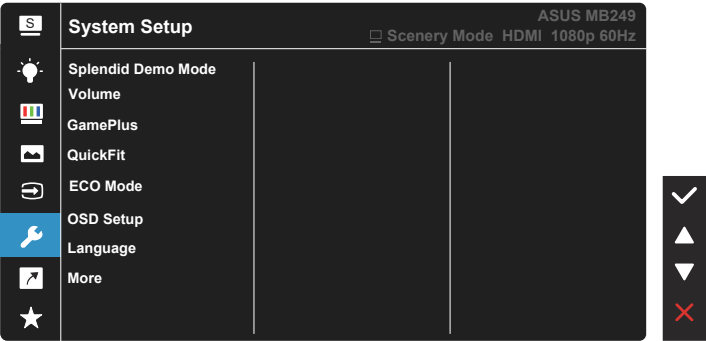 S
System Setup
ASUS MB249
Scenery Mode HDMI 1080p 60Hz
Splendid Demo Mode
Volume
GamePlus
QuickFit
ECO Mode
OSD Setup
Language
More